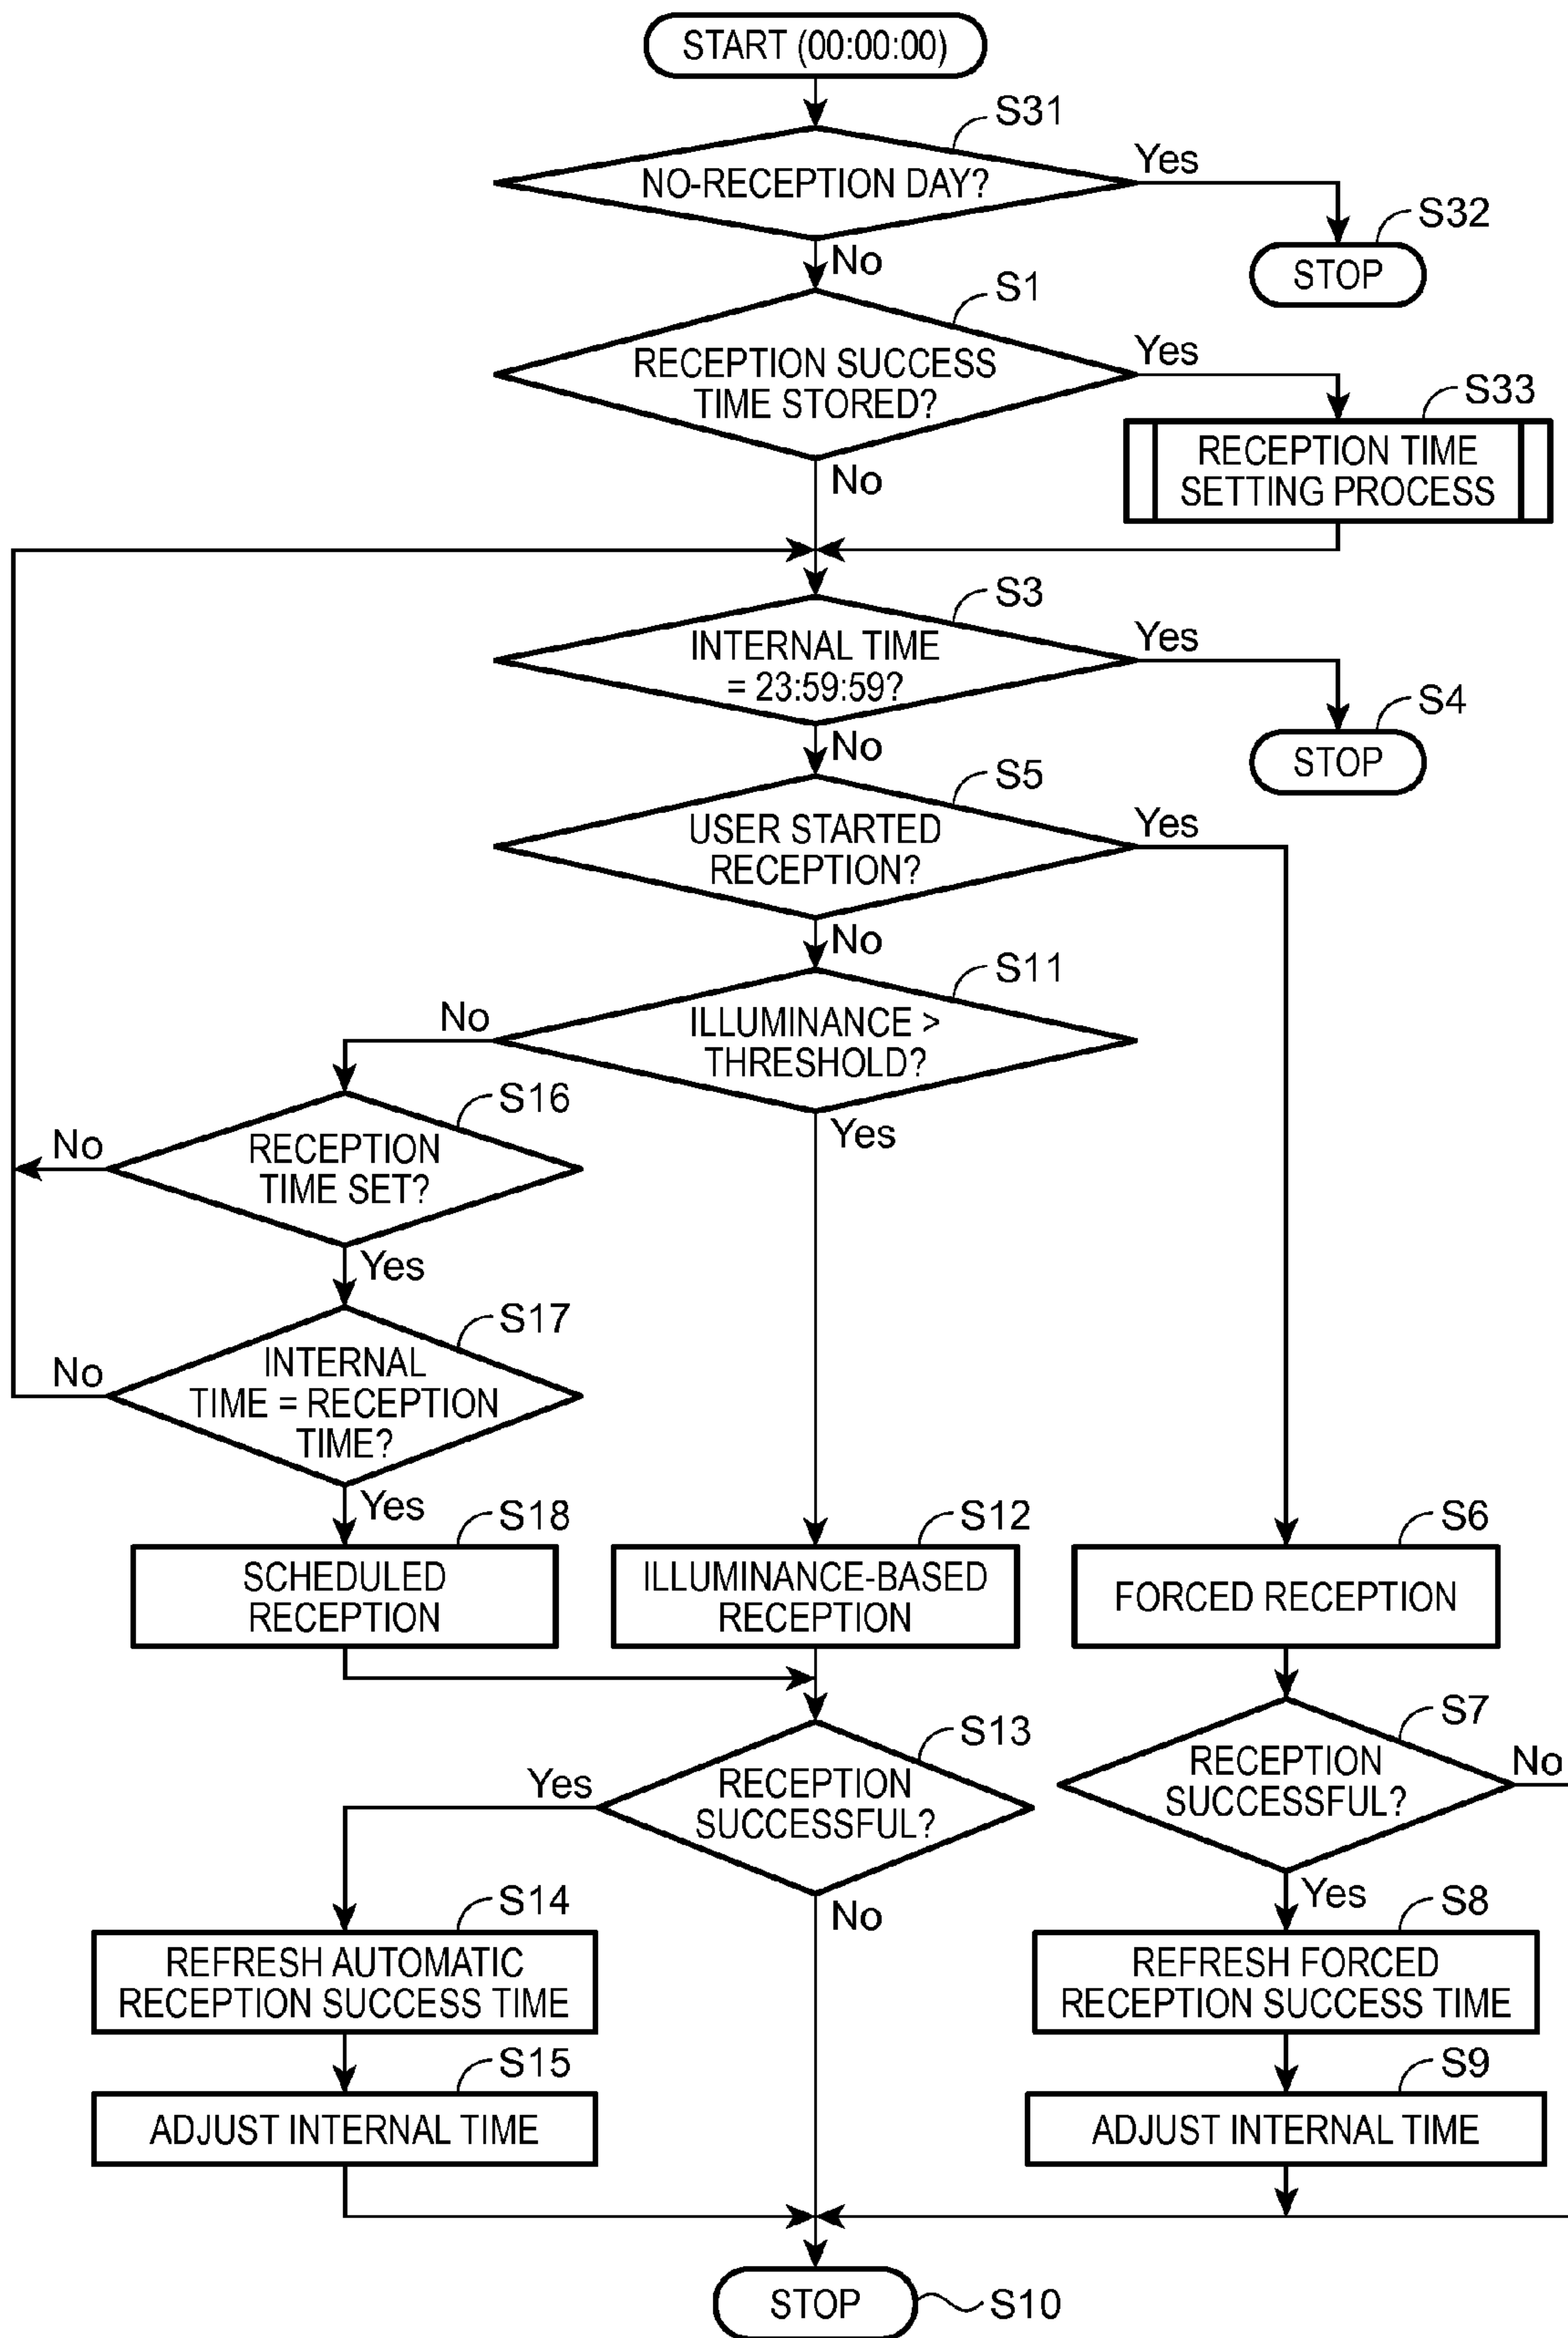 START (00:00:00)
S31
NO-RECEPTION DAY?
Yes
S32
STOP
No
S1
RECEPTION SUCCESS
TIME STORED?
Yes
S33
RECEPTION TIME
SETTING PROCESS
No
S3
INTERNAL TIME
= 23:59:59?
Yes
S4
STOP
No
S5
USER STARTED
RECEPTION?
Yes
No
S11
ILLUMINANCE >
THRESHOLD?
No
Yes
S16
RECEPTION
TIME SET?
No
Yes
S17
INTERNAL
TIME = RECEPTION
TIME?
No
Yes
S18
SCHEDULED
RECEPTION
S12
ILLUMINANCE-BASED
RECEPTION
S6
FORCED RECEPTION
S13
RECEPTION
SUCCESSFUL?
Yes
No
S7
RECEPTION
SUCCESSFUL?
No
Yes
S14
REFRESH AUTOMATIC
RECEPTION SUCCESS TIME
S8
REFRESH FORCED
RECEPTION SUCCESS TIME
S15
ADJUST INTERNAL TIME
S9
ADJUST INTERNAL TIME
STOP
S10